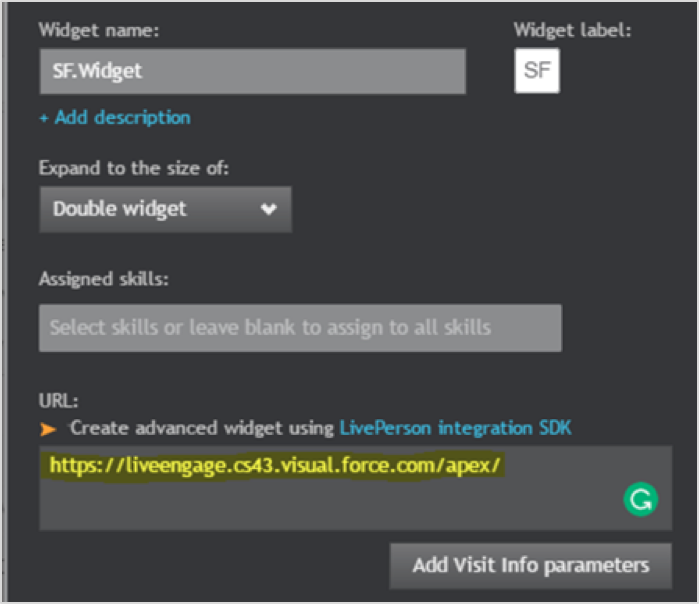 Widget name: Widget label:
SF.Widget SF
+ Add description
Expand to the size of:
Double widget
Assigned skills:
Select skills or leave blank to assign to all skills
URL:
Create advanced widget using LivePerson integration SDK
https://liveengage.cs43.visual.force.com/apex/
Add Visit Info parameters